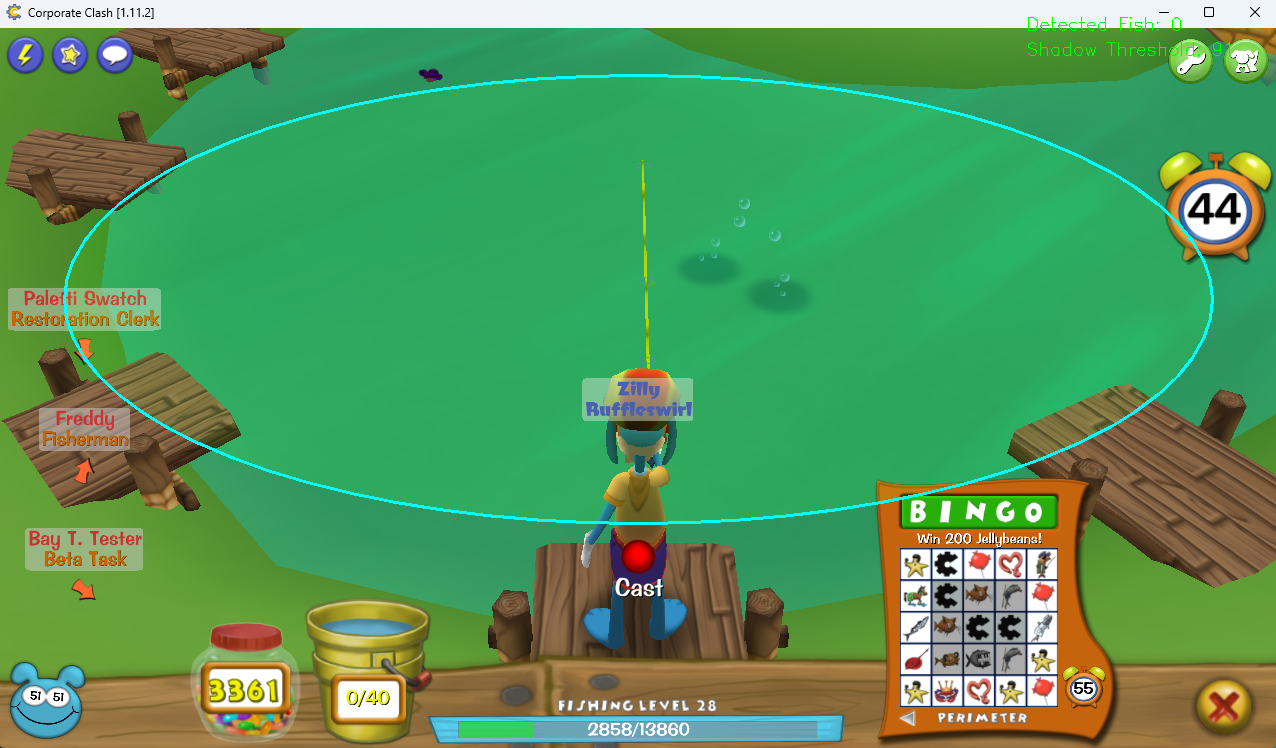 Corporate Clash [1.11.2]
Detected Fish: 0
Shadow Threshold: 91
44
Paletti Swatch
Restoration Clerk
Zilly
Ruffleswirl
Freddy
Fisherman
Bay T. Tester
Beta Task
Cast
BINGO
Win 200 Jellybeans!
55
PERIMETER
51 51
3361
0/40
FISHING LEVEL 28
2858/13860